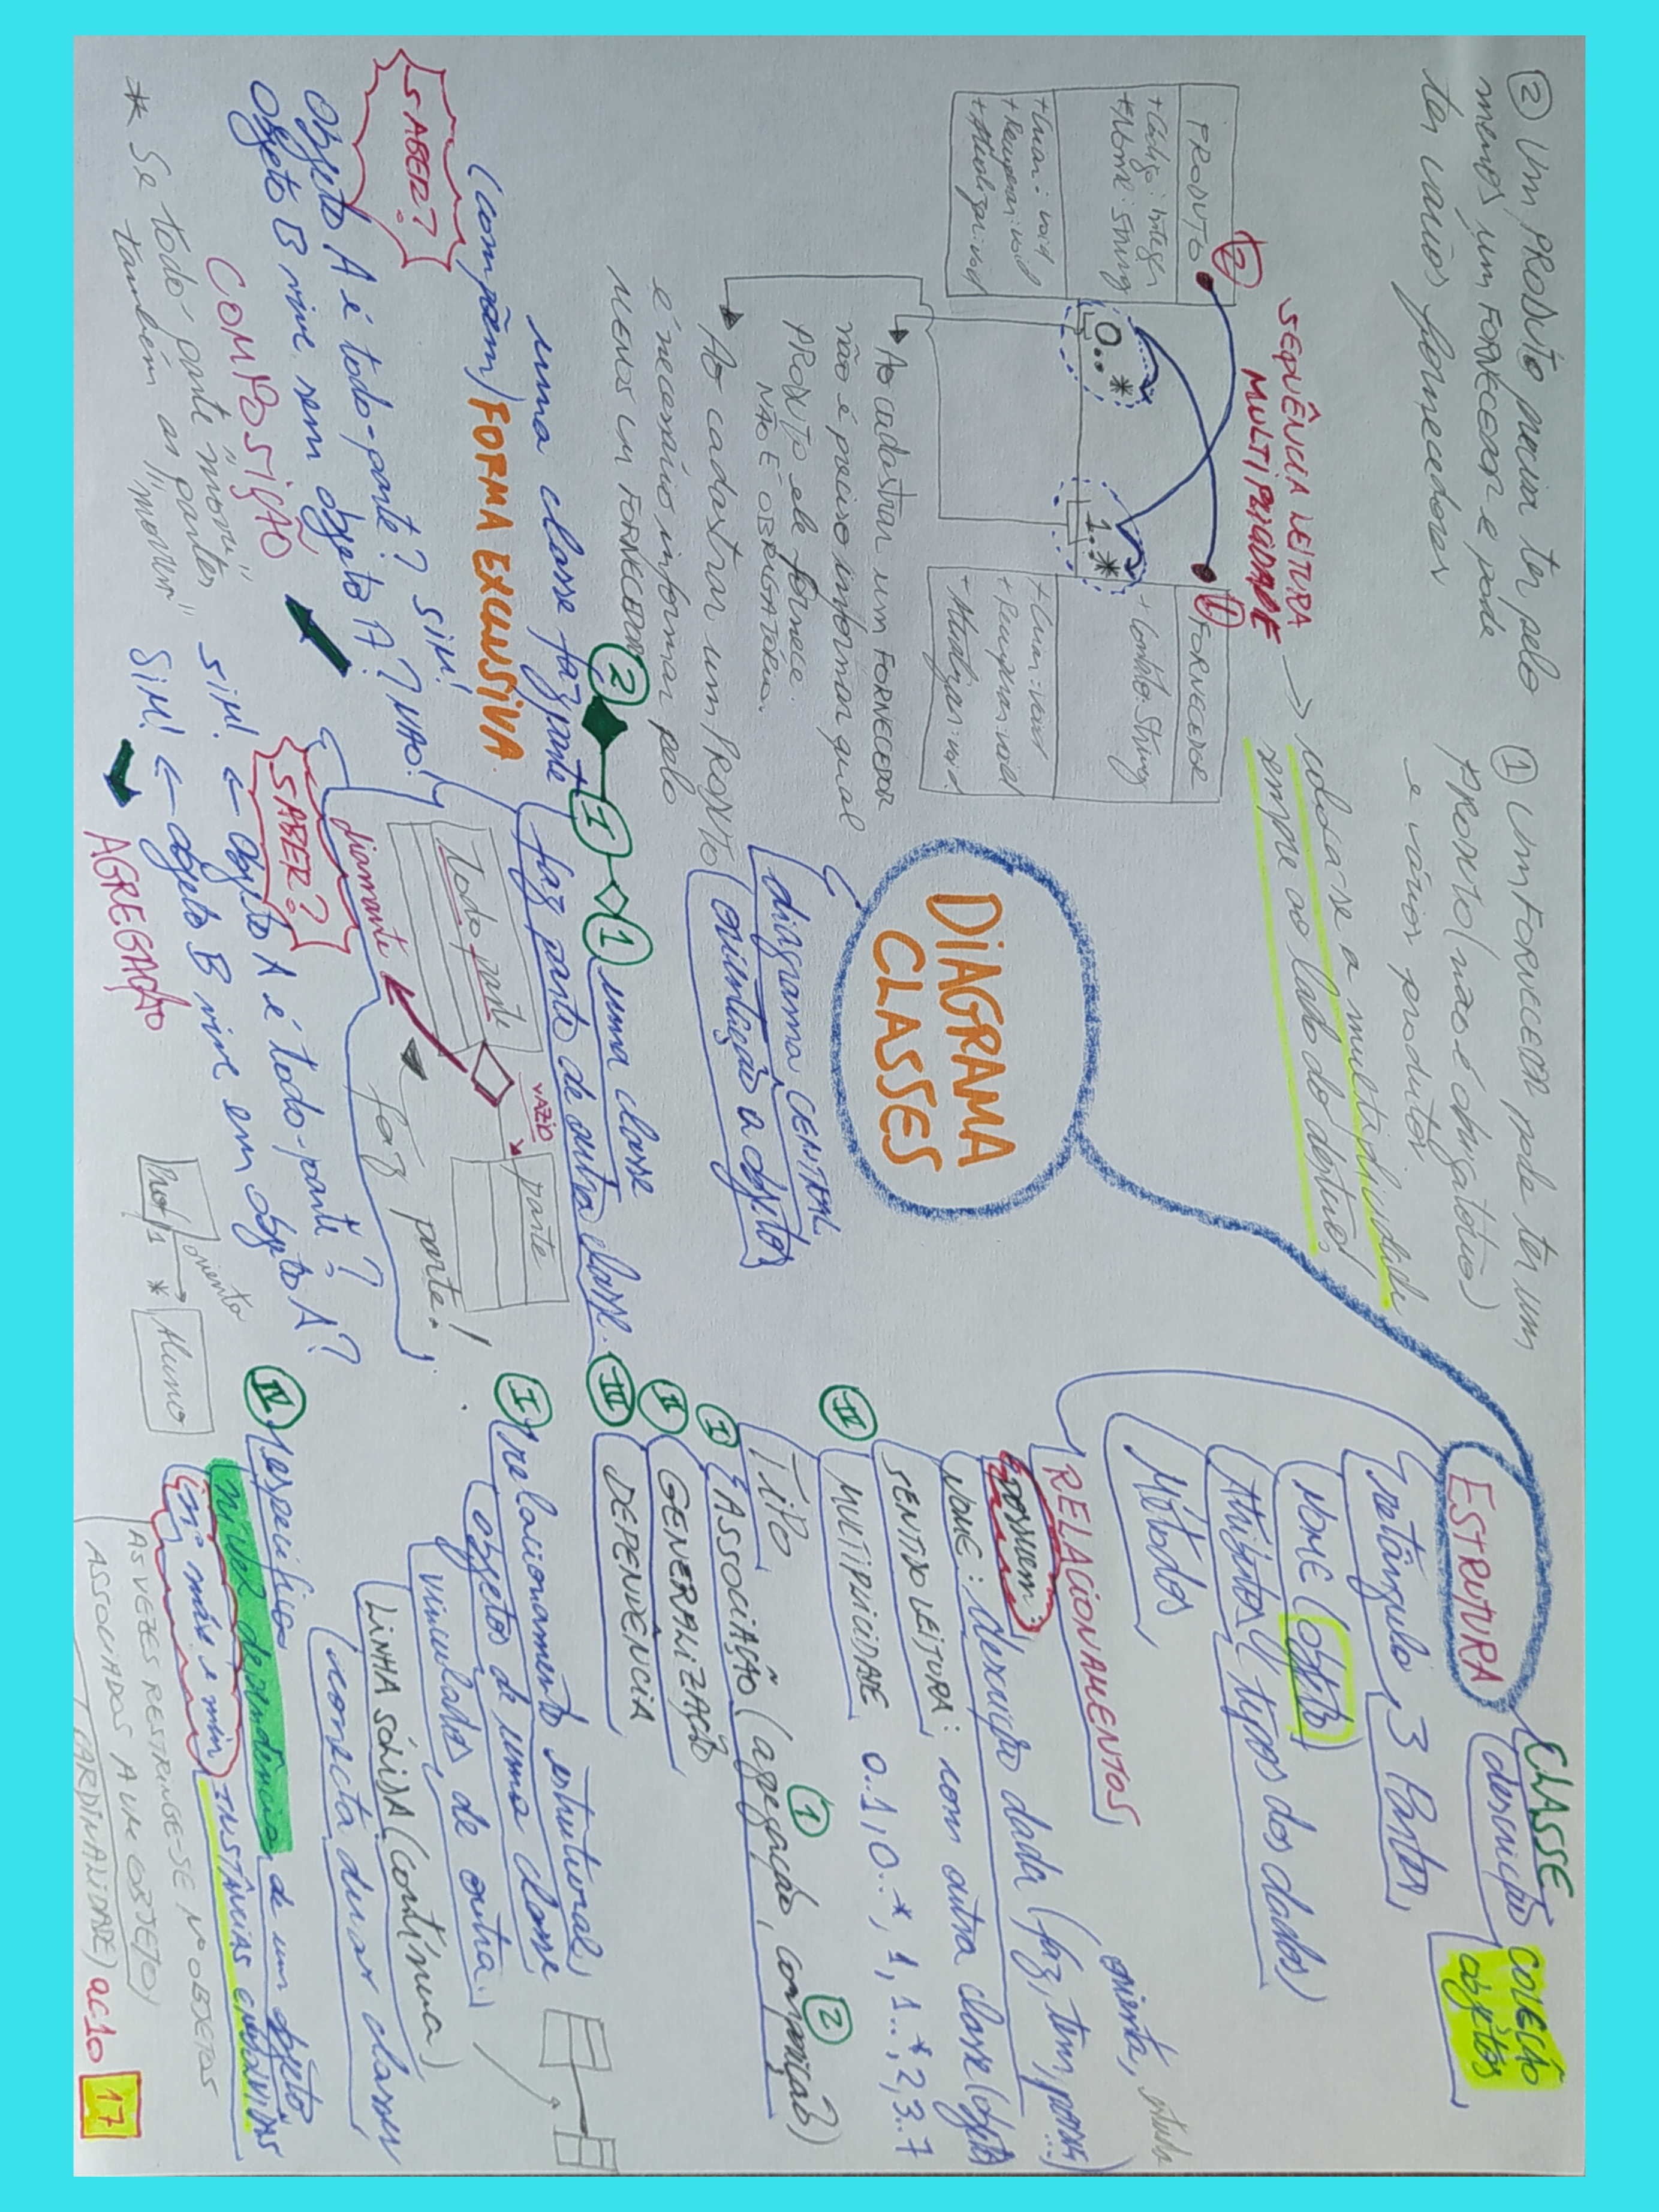 ② Um PRODUTO precisa ter pelo
menos um FORNECEDOR e pode
ter vários fornecedores
① UM FORNECEDOR pode ter um
PRODUTO (não é obrigatório)
e vários produtos.
coloca-se a multiplicidade
sempre ao lado do destino!
SEQUÊNCIA LEITURA
MULTIPLICIDADE
2
1
PRODUTO
+Código: Integer
+Nome: String
+Criar: void
+Recuperar: void
+Atualizar: void
0..*
1..*
FORNECEDOR
+ Contato: String
+Criar: void
+Recuperar: void
+Atualizar: void
Ao cadastrar um FORNECEDOR
não é preciso informar qual
PRODUTO ele fornece.
NÃO É OBRIGATÓRIO.
Ao cadastrar um PRODUTO
é necessário informar pelo
MENOS UM FORNECEDOR
DIAGRAMA
CLASSES
diagrama CENTRAL
orientação a objetos
ESTRUTURA
CLASSE
descrição
COLEÇÃO
objetos
retângulo 3 Partes
NOME (objeto)
Atributos (tipos dos dados)
Métodos
RELACIONAMENTOS
possuem:
orienta, estuda
NOME: descrição dada (faz, tem, possui)
SENTIDO LEITURA: com outra classe (objeto
IV MULTIPLICIDADE 0..1, 0..*, 1, 1..*, 2, 3..7
TIPO
1 2
I ASSOCIAÇÃO (agregação, composição)
II GENERALIZAÇÃO
III DEPENDÊNCIA
I relacionamento estrutural
objetos de uma classe
vinculados de outra.
LINHA SÓLIDA (contínua)
conecta duas classes
IV especifica
nível dependência de um objeto
nº máx e mín INSTÂNCIAS ENVOLVIDAS
AS VEZES RESTRINGE-SE Nº OBJETOS
ASSOCIADOS A UM OBJETO
(CARDINALIDADE)
ac10 17
2 I 1 uma classe
faz parte de outra classe.
uma classe faz parte
(compõem) FORMA EXCLUSIVA
todo parte
VAZIO
parte
diamante
faz parte!
SABER?
Objeto A é todo-parte? SIM!
Objeto B vive sem objeto A? NÃO!
COMPOSIÇÃO
* Se todo-parte "morre"
também as partes
"morrem"
SABER?
SIM! ← Objeto A é todo-parte?
SIM! ← objeto B vive em objeto A?
AGREGAÇÃO
Prof
orienta
1 *
Aluno